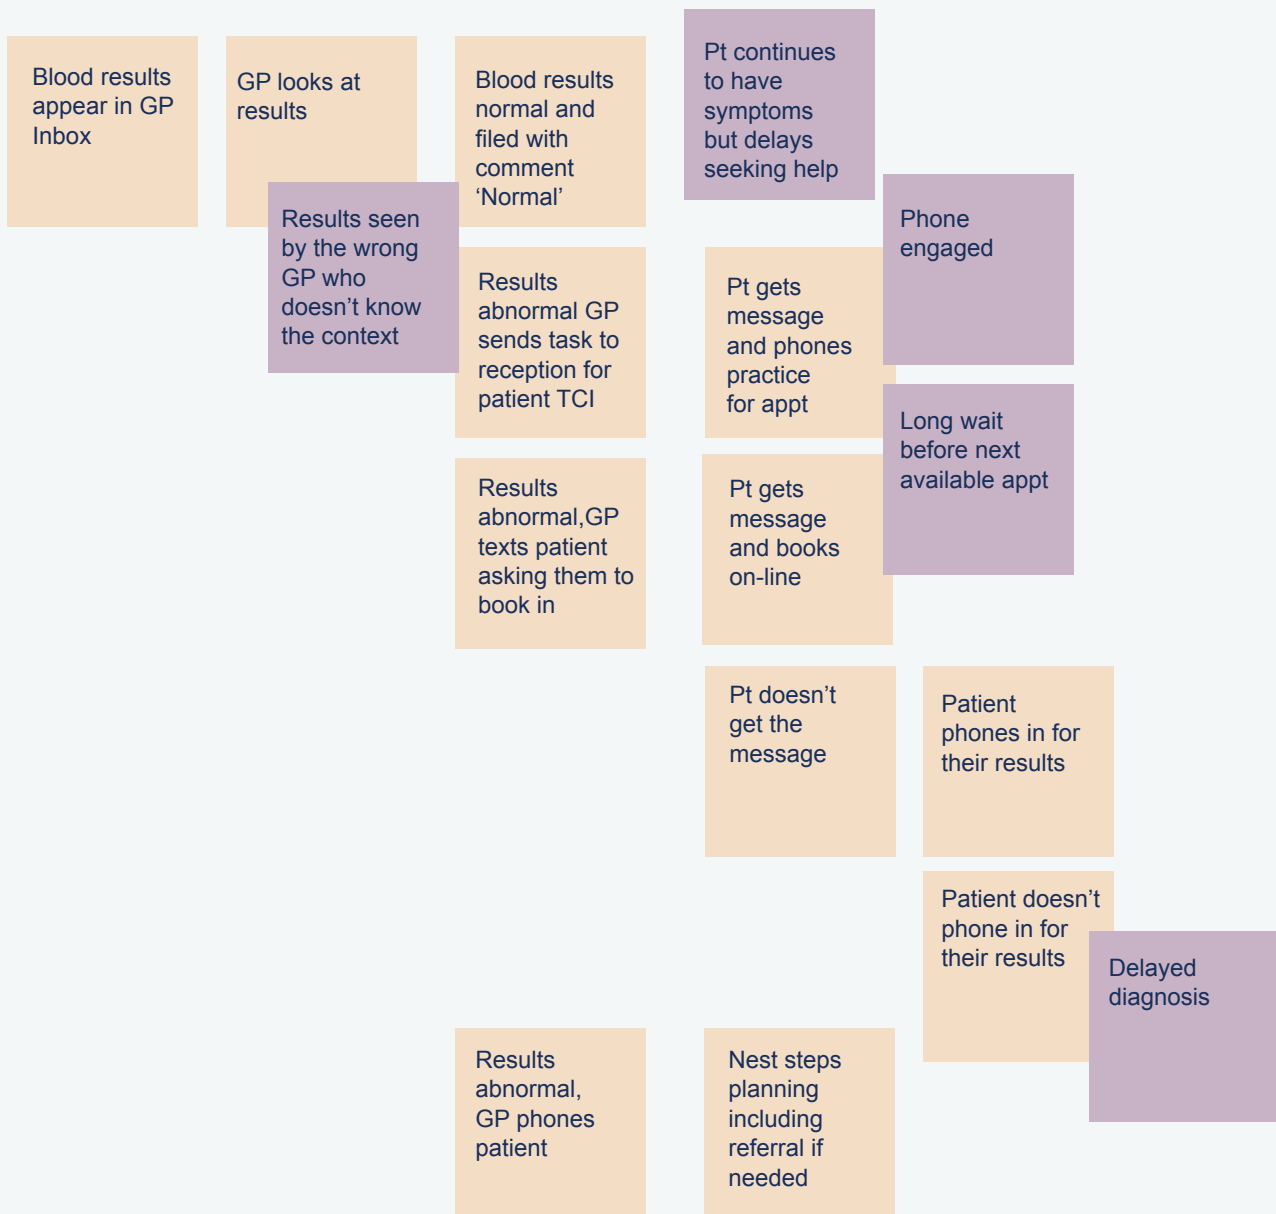 Blood results
appear in GP
Inbox
GP looks at
results
Results seen
by the wrong
GP who
doesn’t know
the context
Blood results
normal and
filed with
comment
‘Normal’
Pt continues
to have
symptoms
but delays
seeking help
Results
abnormal GP
sends task to
reception for
patient TCI
Pt gets
message
and phones
practice
for appt
Phone
engaged
Long wait
before next
available appt
Results
abnormal,GP
texts patient
asking them to
book in
Pt gets
message
and books
on-line
Pt doesn’t
get the
message
Patient
phones in for
their results
Patient doesn’t
phone in for
their results
Delayed
diagnosis
Results
abnormal,
GP phones
patient
Nest steps
planning
including
referral if
needed